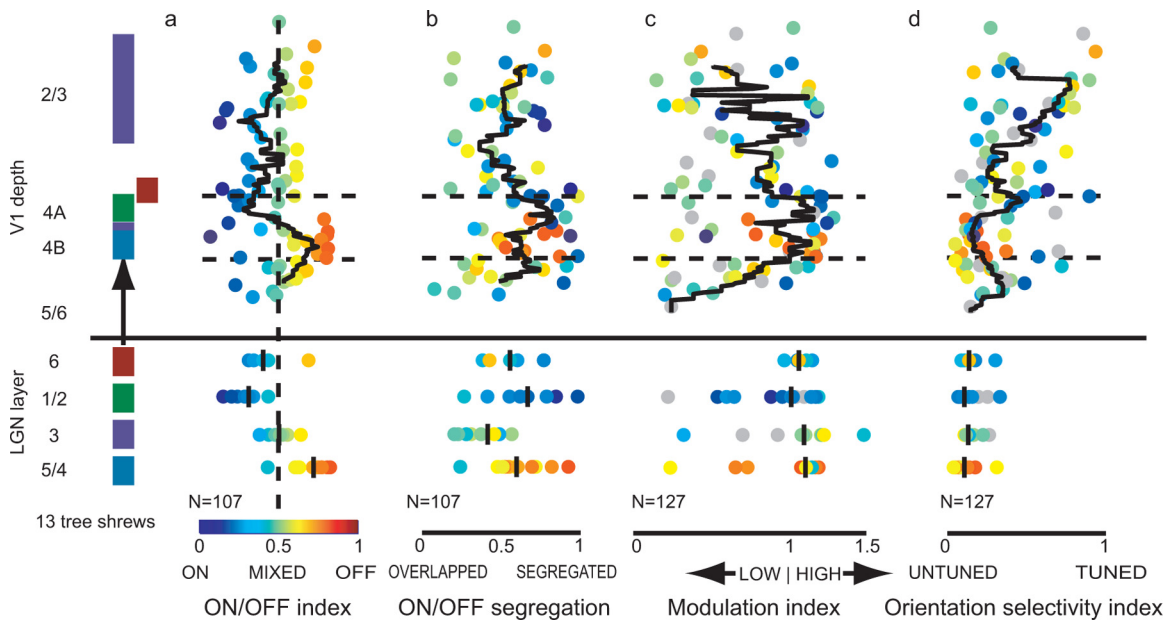 a b c d
V1 depth
2/3
4A
4B
5/6
LGN layer
6
1/2
3
5/4
N=107 N=107 N=127 N=127
13 tree shrews
0 0.5 1 0 0.5 1 0 1 1.5 0 1
ON MIXED OFF OVERLAPPED SEGREGATED LOW | HIGH UNTUNED TUNED
ON/OFF index ON/OFF segregation Modulation index Orientation selectivity index